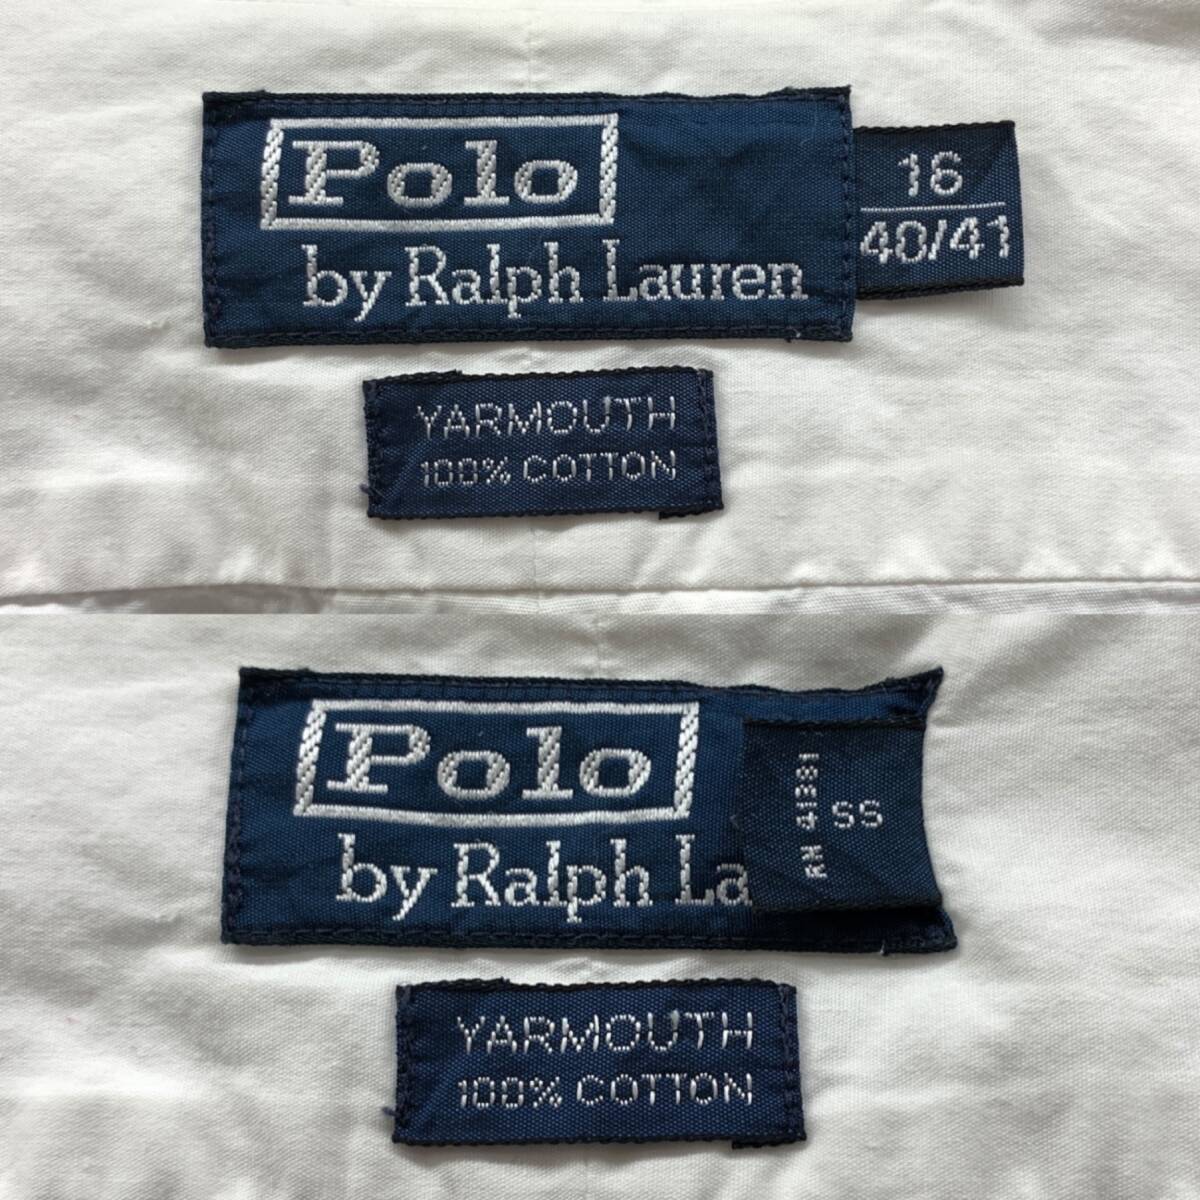 Polo
by Ralph Lauren
16
40/41
YARMOUTH
100% COTTON
Polo
by Ralph La
RN 41381
SS
YARMOUTH
100% COTTON